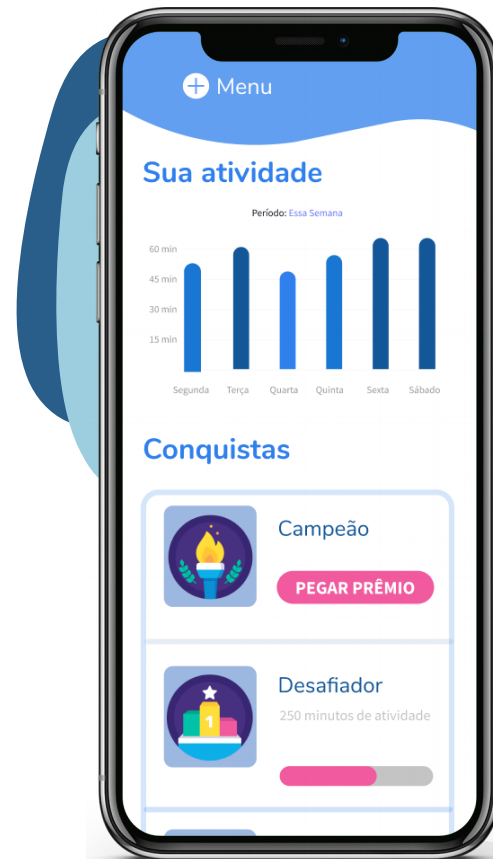 Menu
Sua atividade
Período: Essa Semana
60 min
45 min
30 min
15 min
Segunda Terça Quarta Quinta Sexta Sábado
Conquistas
Campeão
PEGAR PRÊMIO
1
Desafiador
250 minutos de atividade